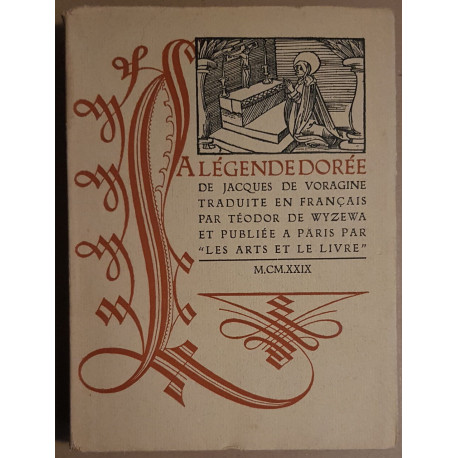 LA LÉGENDE DORÉE
DE JACQUES DE VORAGINE
TRADUITE EN FRANÇAIS
PAR TÉODOR DE WYZEWA
ET PUBLIÉE A PARIS PAR
"LES ARTS ET LE LIVRE"
M.CM.XXIX